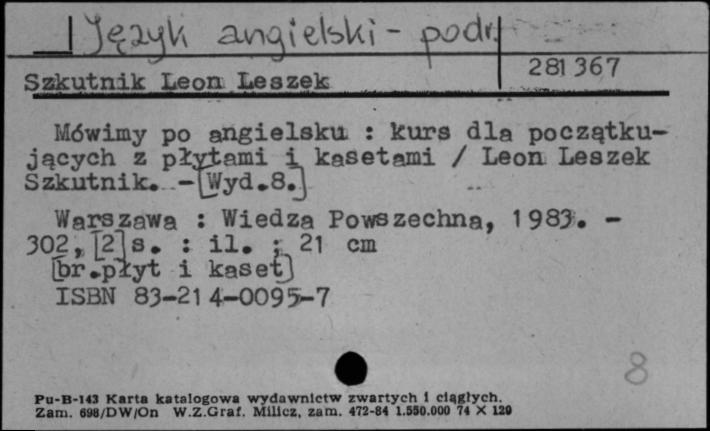 Język angielski - podr.
281367
Szkutnik Leon Leszek
Mówimy po angielsku : kurs dla początku-
jących z płytami i kasetami / Leon Leszek
Szkutnik. - [Wyd.8.]
Warszawa : Wiedza Powszechna, 1983. -
302, [2] s. : il. ; 21 cm
[br.płyt i kaset]
ISBN 83-214-0095-7
8
Pu-B-143 Karta katalogowa wydawnictw zwartych i ciągłych.
Zam. 698/DW/On W.Z.Graf. Milicz, zam. 472-84 1.550.000 74 X 120